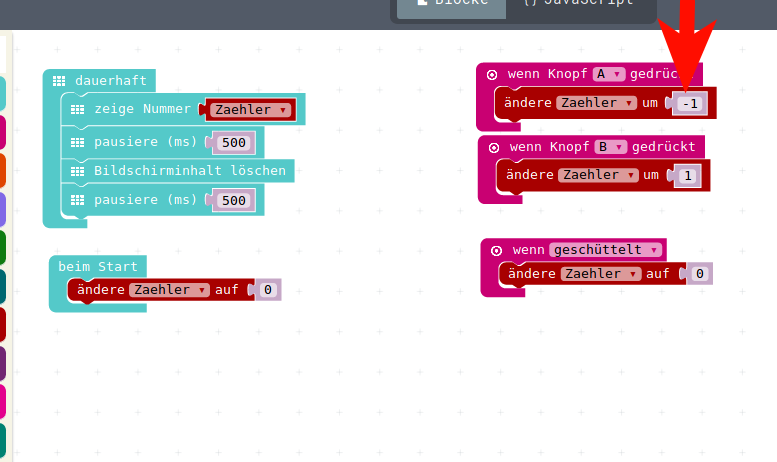 Blöcke
{} JavaScript
dauerhaft
zeige Nummer Zaehler
pausiere (ms) 500
Bildschirminhalt löschen
pausiere (ms) 500
beim Start
ändere Zaehler auf 0
wenn Knopf A gedrückt
ändere Zaehler um -1
wenn Knopf B gedrückt
ändere Zaehler um 1
wenn geschüttelt
ändere Zaehler auf 0